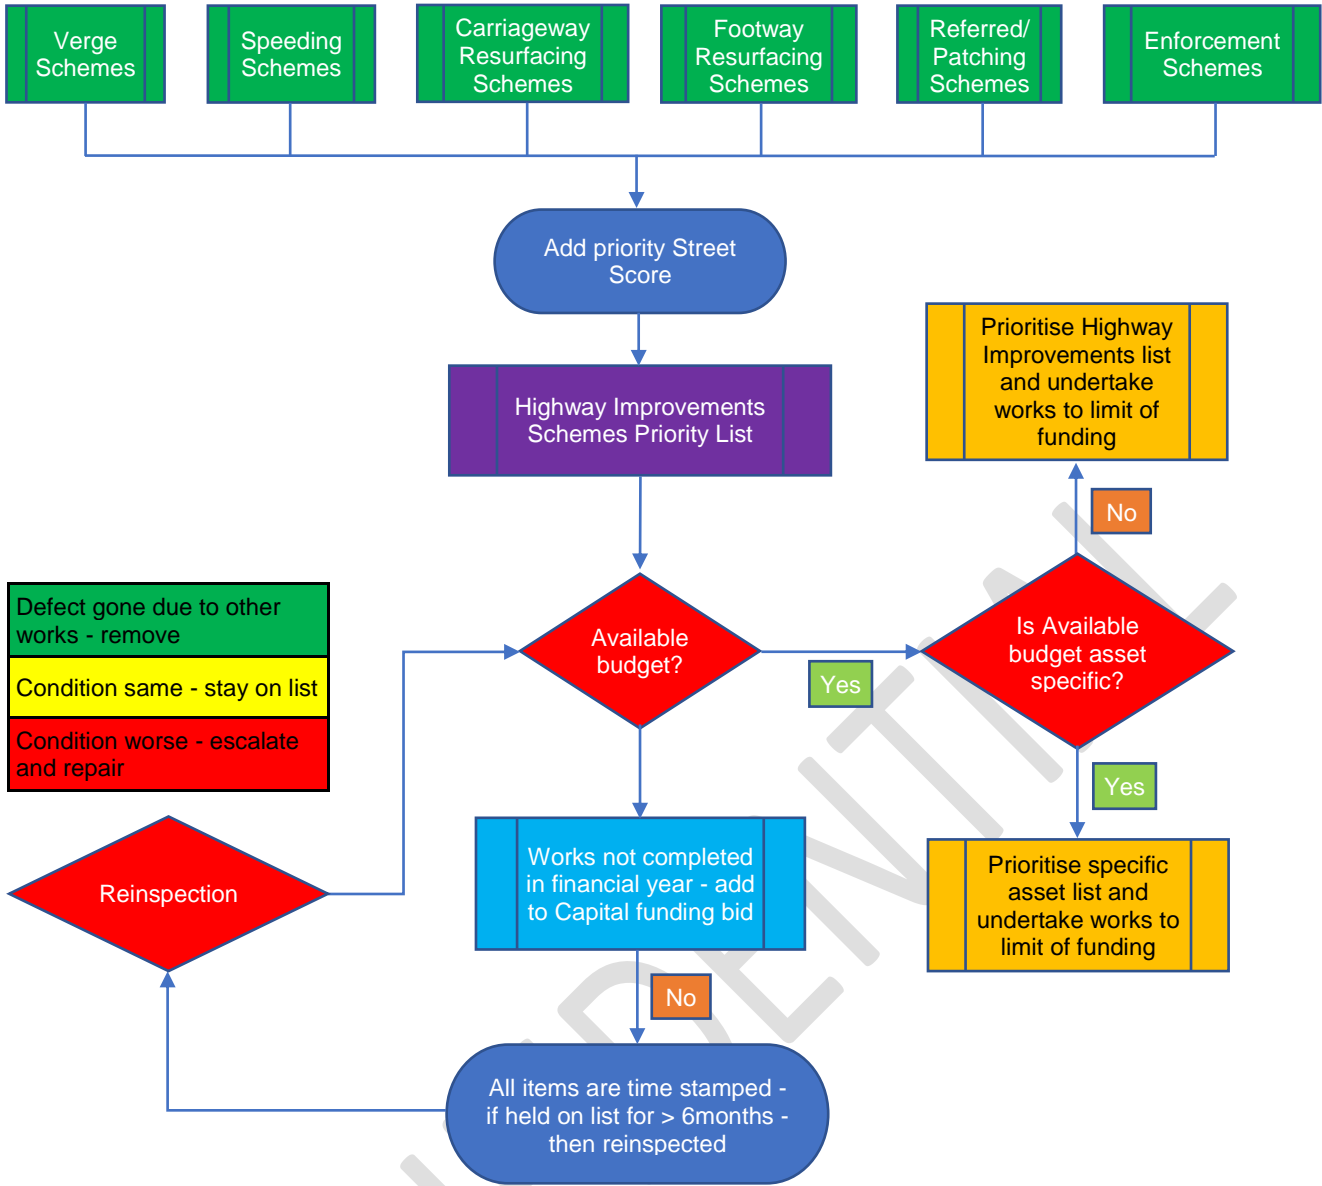 Verge
Schemes
Speeding
Schemes
Carriageway
Resurfacing
Schemes
Footway
Resurfacing
Schemes
Referred/
Patching
Schemes
Enforcement
Schemes
Add priority Street
Score
Highway Improvements
Schemes Priority List
Prioritise Highway
Improvements list
and undertake
works to limit of
funding
No
Defect gone due to other
works - remove
Condition same - stay on list
Condition worse - escalate
and repair
Available
budget?
Yes
Is Available
budget asset
specific?
Yes
Reinspection
Works not completed
in financial year - add
to Capital funding bid
Prioritise specific
asset list and
undertake works to
limit of funding
No
All items are time stamped -
if held on list for > 6months -
then reinspected